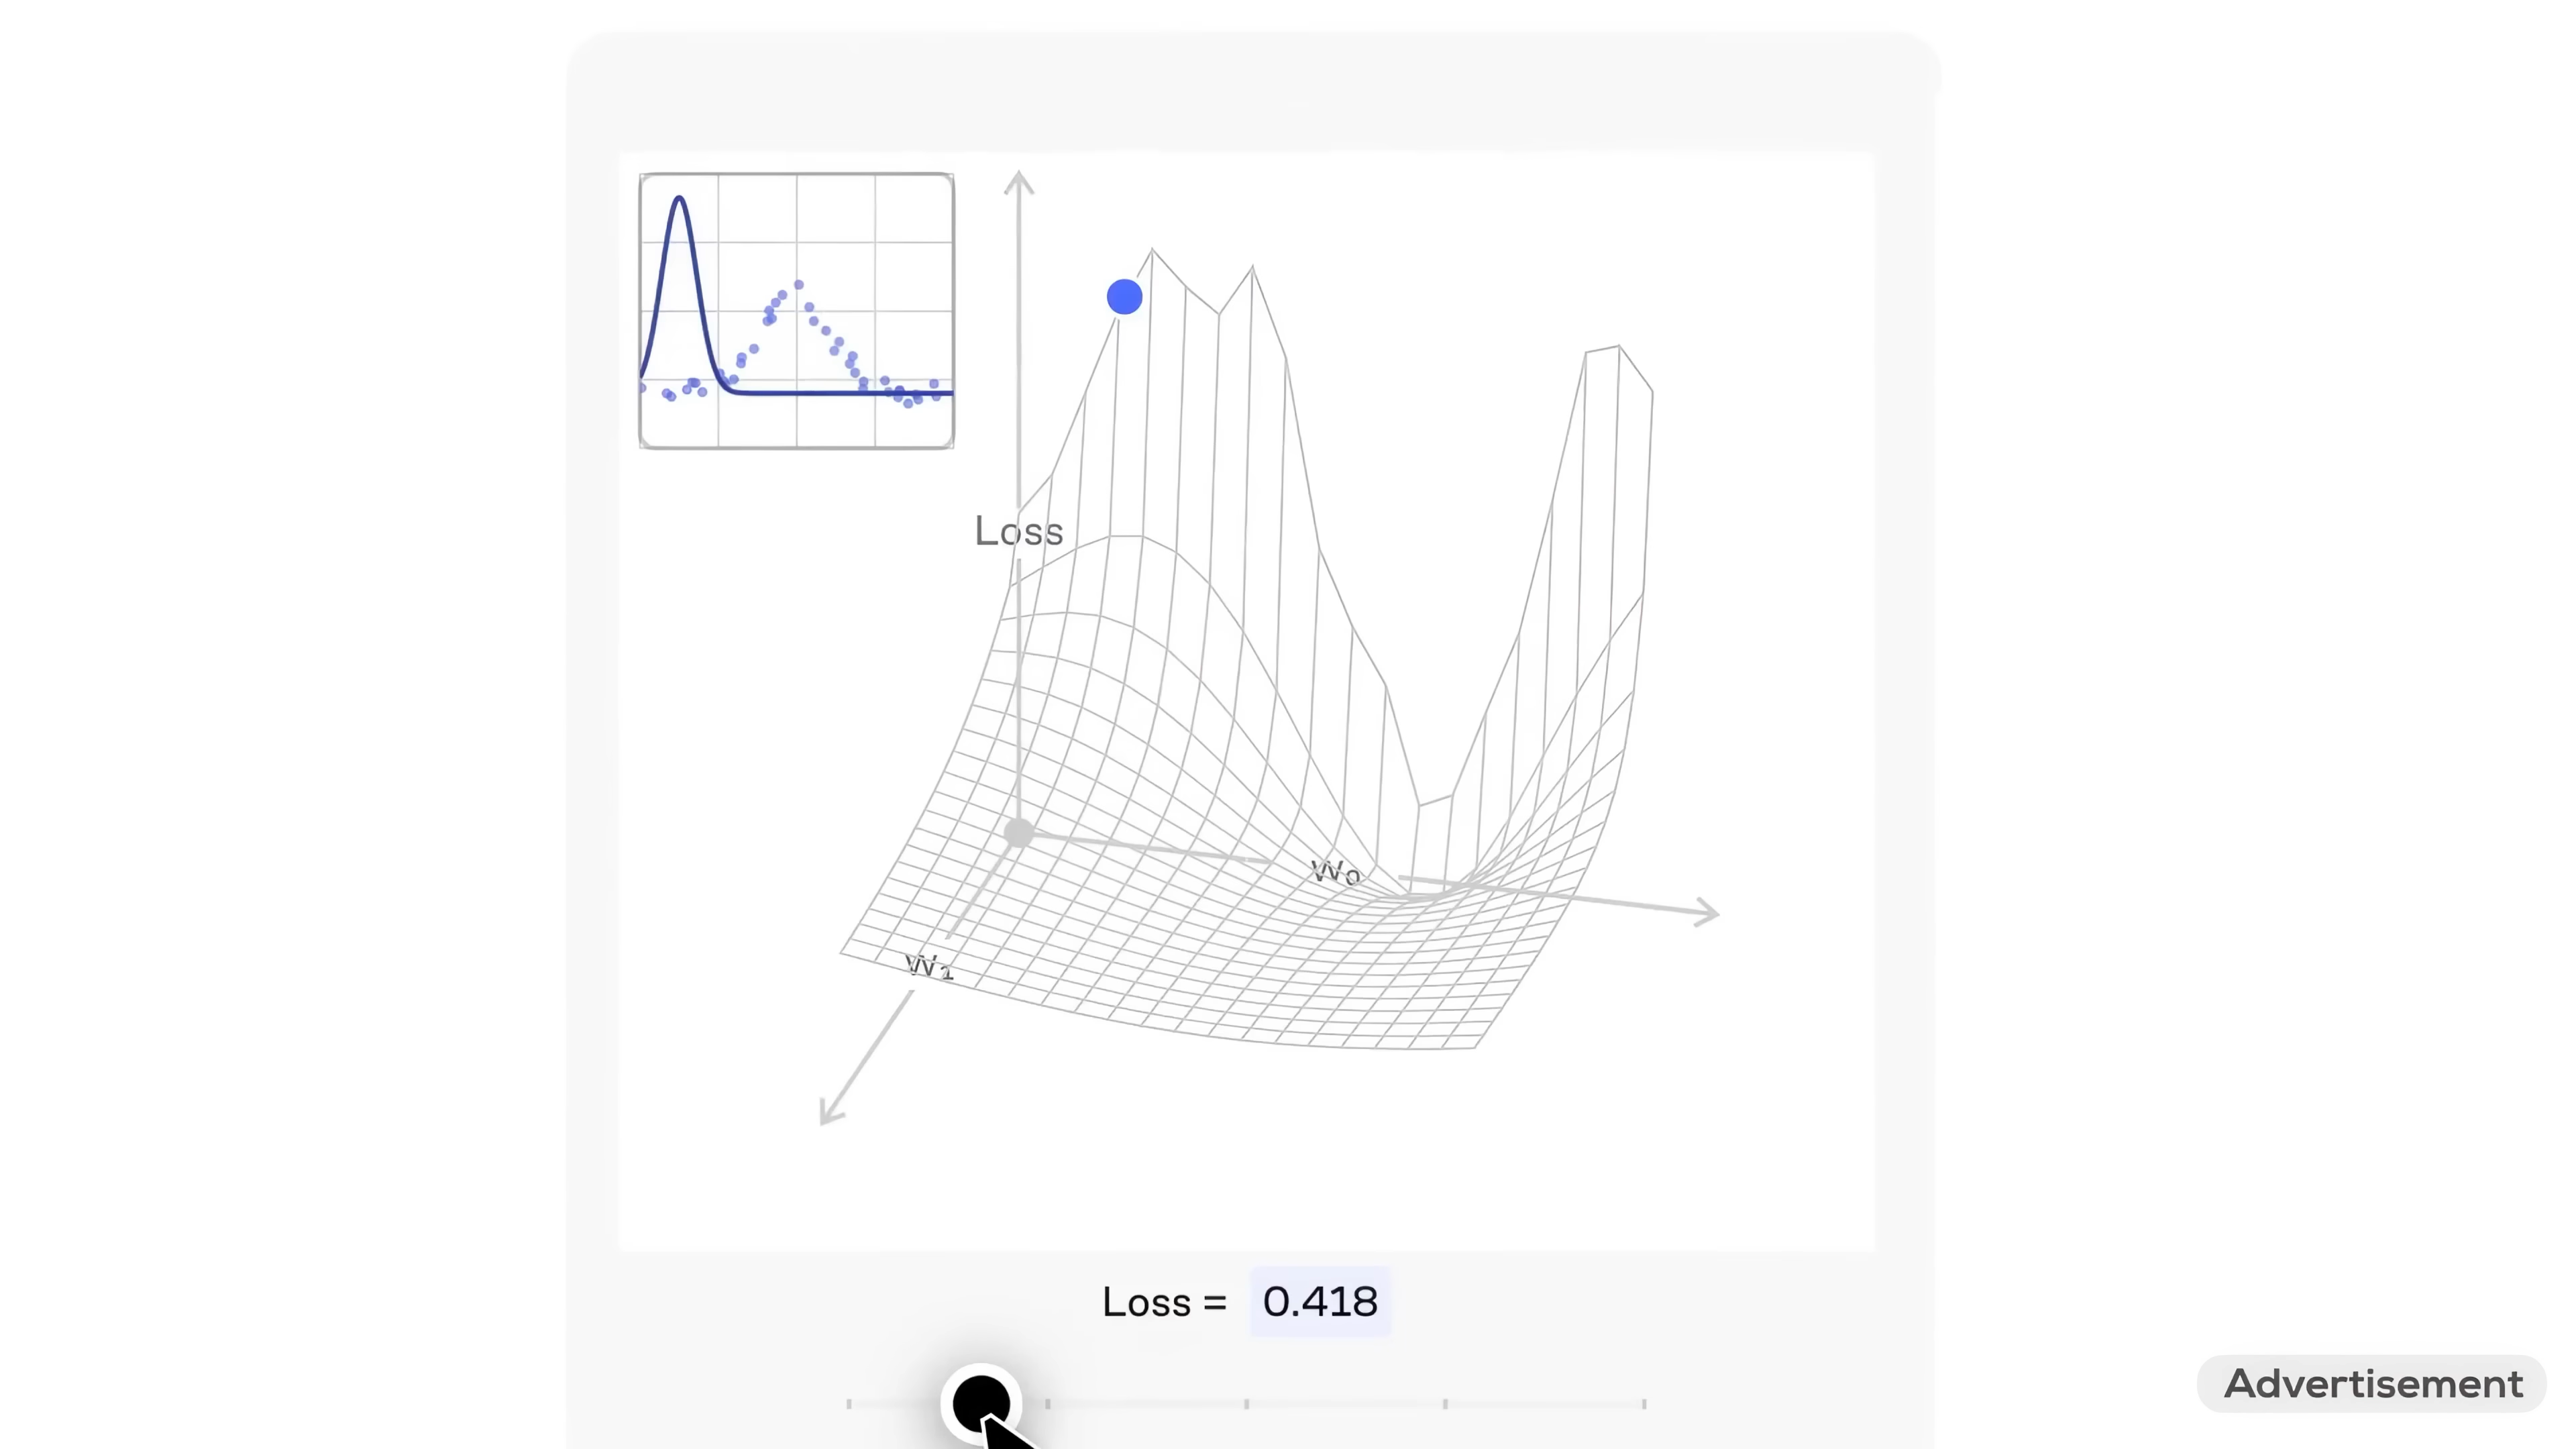 Loss
W₀
W₁
Loss = 0.418
Advertisement